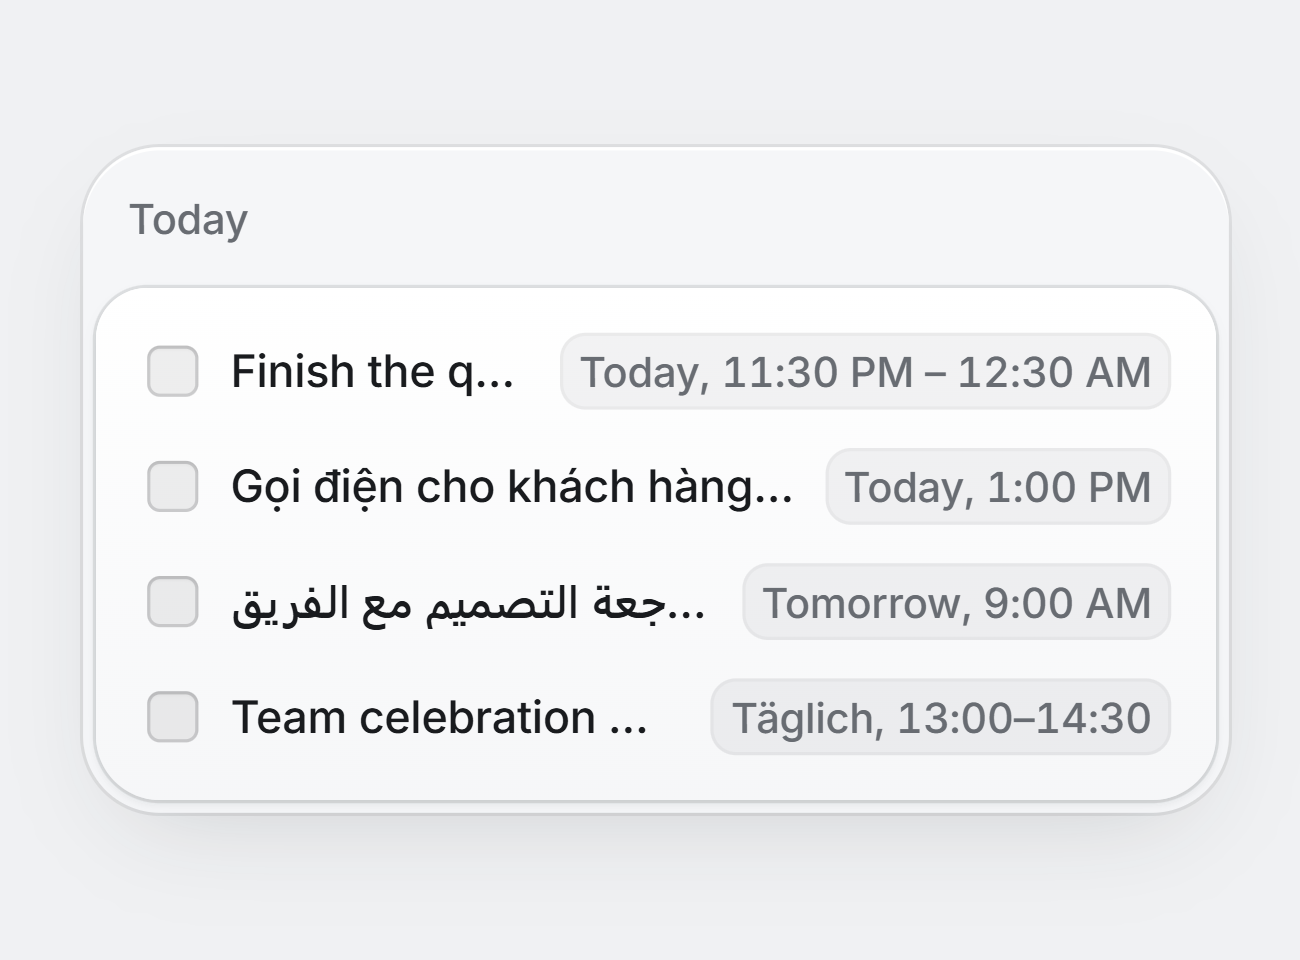 Today
Finish the q... Today, 11:30 PM – 12:30 AM
Gọi điện cho khách hàng... Today, 1:00 PM
...جعة التصميم مع الفريق Tomorrow, 9:00 AM
Team celebration ... Täglich, 13:00–14:30